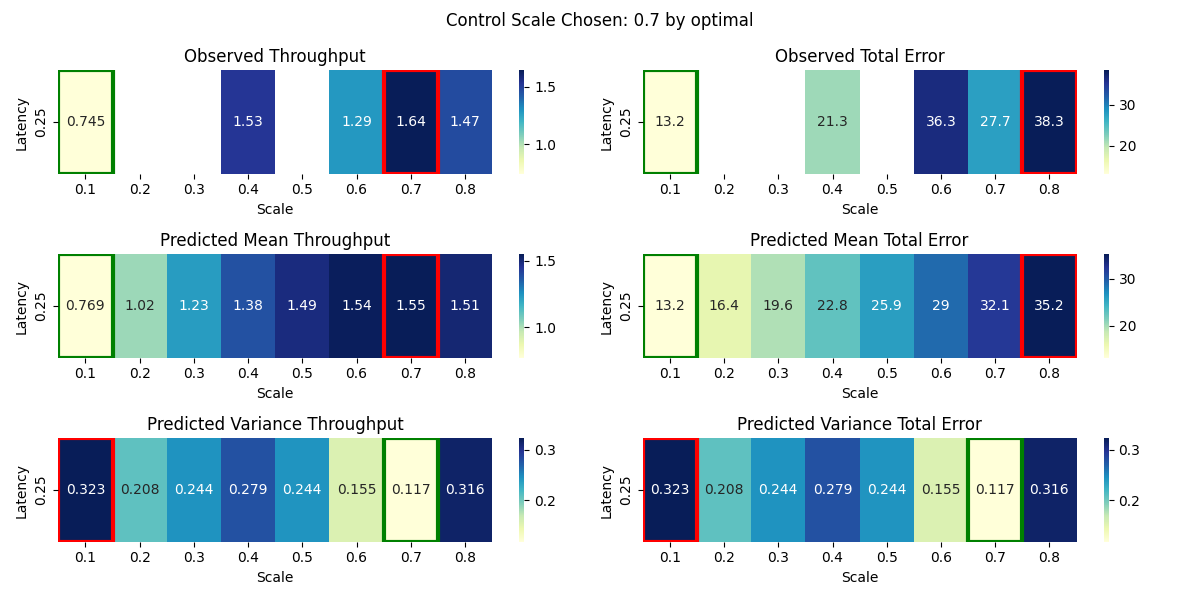 Control Scale Chosen: 0.7 by optimal
Observed Throughput
Latency
0.25
0.745 1.53 1.29 1.64 1.47
1.5
1.0
0.1 0.2 0.3 0.4 0.5 0.6 0.7 0.8
Scale
Observed Total Error
Latency
0.25
13.2 21.3 36.3 27.7 38.3
30
20
0.1 0.2 0.3 0.4 0.5 0.6 0.7 0.8
Scale
Predicted Mean Throughput
Latency
0.25
0.769 1.02 1.23 1.38 1.49 1.54 1.55 1.51
1.5
1.0
0.1 0.2 0.3 0.4 0.5 0.6 0.7 0.8
Scale
Predicted Mean Total Error
Latency
0.25
13.2 16.4 19.6 22.8 25.9 29 32.1 35.2
30
20
0.1 0.2 0.3 0.4 0.5 0.6 0.7 0.8
Scale
Predicted Variance Throughput
Latency
0.25
0.323 0.208 0.244 0.279 0.244 0.155 0.117 0.316
0.3
0.2
0.1 0.2 0.3 0.4 0.5 0.6 0.7 0.8
Scale
Predicted Variance Total Error
Latency
0.25
0.323 0.208 0.244 0.279 0.244 0.155 0.117 0.316
0.3
0.2
0.1 0.2 0.3 0.4 0.5 0.6 0.7 0.8
Scale